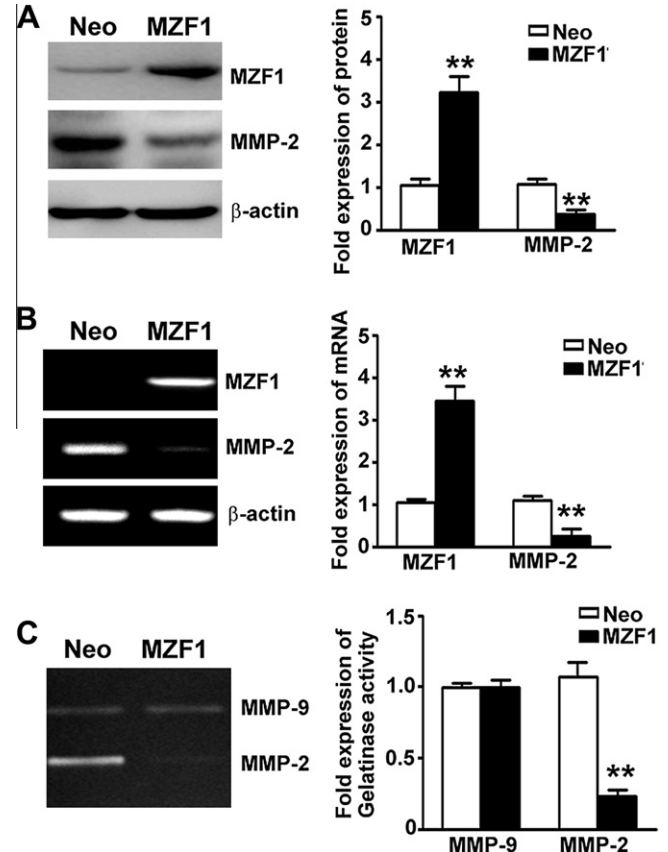 A
Neo MZF1
MZF1
MMP-2
β-actin
Fold expression of protein
5
4
3
2
1
0
Neo
MZF1
**
**
MZF1 MMP-2
B
Neo MZF1
MZF1
MMP-2
β-actin
Fold expression of mRNA
5
4
3
2
1
0
Neo
MZF1
**
**
MZF1 MMP-2
C
Neo MZF1
MMP-9
MMP-2
Fold expression of
Gelatinase activity
1.5
1.0
0.5
0
Neo
MZF1
**
MMP-9 MMP-2